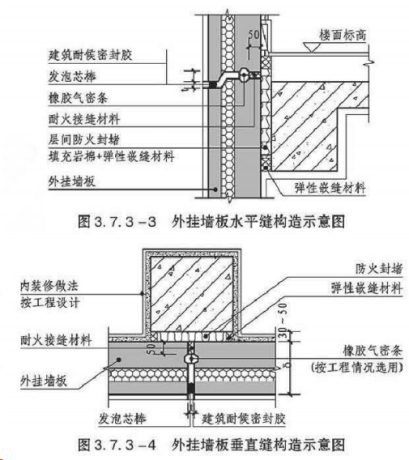 50
楼面标高
建筑耐候密封胶
发泡芯棒
橡胶气密条
耐火接缝材料
层间防火封堵
填充岩棉+弹性嵌缝材料
外挂墙板
弹性嵌缝材料
图3.7.3-3 外挂墙板水平缝构造示意图
内装修做法
按工程设计
防火封堵
弹性嵌缝材料
30-50
耐火接缝材料
50
δ
橡胶气密条
(按工程情况选用)
外挂墙板
发泡芯棒
建筑耐候密封胶
图3.7.3-4 外挂墙板垂直缝构造示意图